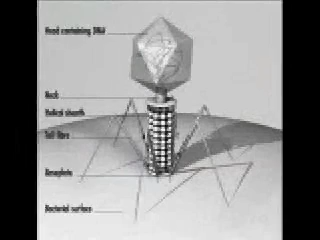 Head containing DNA
Neck
Helical sheath
Tail fibre
Baseplate
Bacterial surface